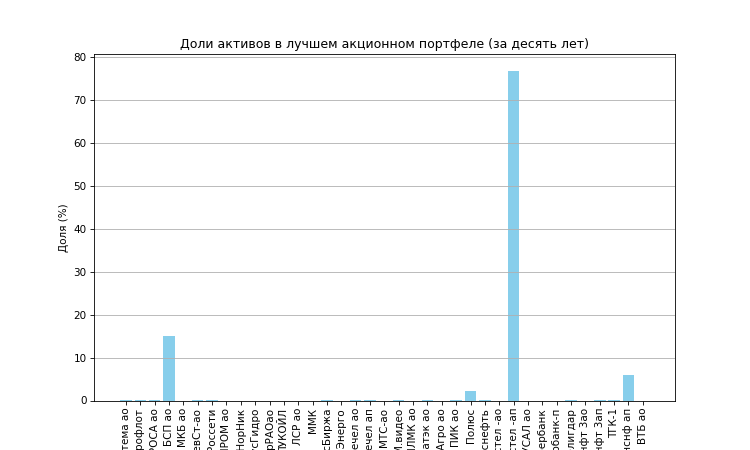 Доли активов в лучшем акционном портфеле (за десять лет)
Доля (%)
80
70
60
50
40
30
20
10
0
тема ао
рофлот
РОСА ао
БСП ао
МКБ ао
евСт-ао
Россети
ПРОМ ао
НорНик
сГидро
рРАОао
ЛУКОЙЛ
ЛСР ао
ММК
сБиржа
Энерго
ечел ао
ечел ап
МТС-ао
М.видео
ЛМК ао
атэк ао
Агро ао
ПИК ао
Полюс
снефть
стел -ао
стел -ап
УСАЛ ао
ербанк
рбанк-п
лигдар
нфт 3ао
нфт 3ап
ТГК-1
нснф ап
ВТБ ао